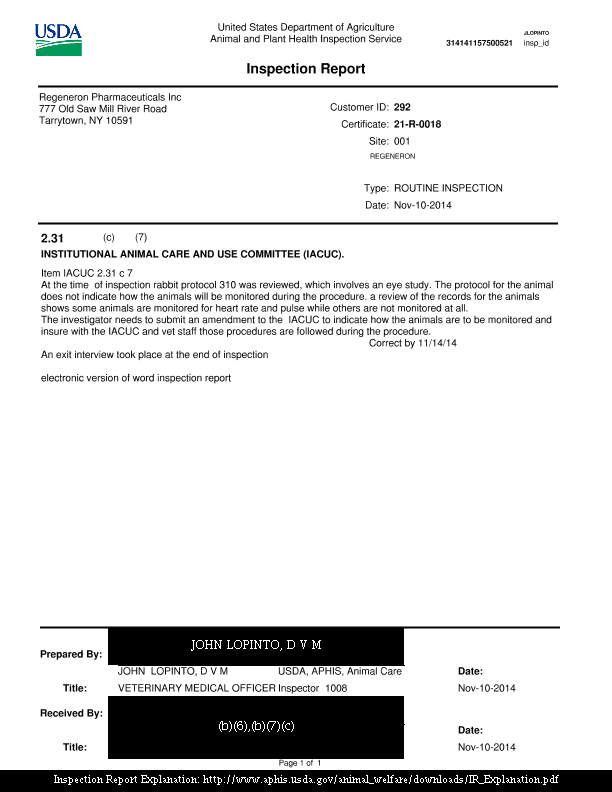 USDA
United States Department of Agriculture
Animal and Plant Health Inspection Service
JLOPINTO
314141157500521 insp_id
Inspection Report
Regeneron Pharmaceuticals Inc
777 Old Saw Mill River Road
Tarrytown, NY 10591
Customer ID: 292
Certificate: 21-R-0018
Site: 001
REGENERON
Type: ROUTINE INSPECTION
Date: Nov-10-2014
2.31 (c) (7)
INSTITUTIONAL ANIMAL CARE AND USE COMMITTEE (IACUC).
Item IACUC 2.31 c 7
At the time of inspection rabbit protocol 310 was reviewed, which involves an eye study. The protocol for the animal
does not indicate how the animals will be monitored during the procedure. a review of the records for the animals
shows some animals are monitored for heart rate and pulse while others are not monitored at all.
The investigator needs to submit an amendment to the IACUC to indicate how the animals are to be monitored and
insure with the IACUC and vet staff those procedures are followed during the procedure.
Correct by 11/14/14
An exit interview took place at the end of inspection
electronic version of word inspection report
Prepared By: JOHN LOPINTO, D V M
JOHN LOPINTO, D V M USDA, APHIS, Animal Care Date:
Title: VETERINARY MEDICAL OFFICER Inspector 1008 Nov-10-2014
Received By: (b)(6),(b)(7)(c)
Date:
Title: Nov-10-2014
Page 1 of 1
Inspection Report Explanation: http://www.aphis.usda.gov/animal_welfare/downloads/IR_Explanation.pdf